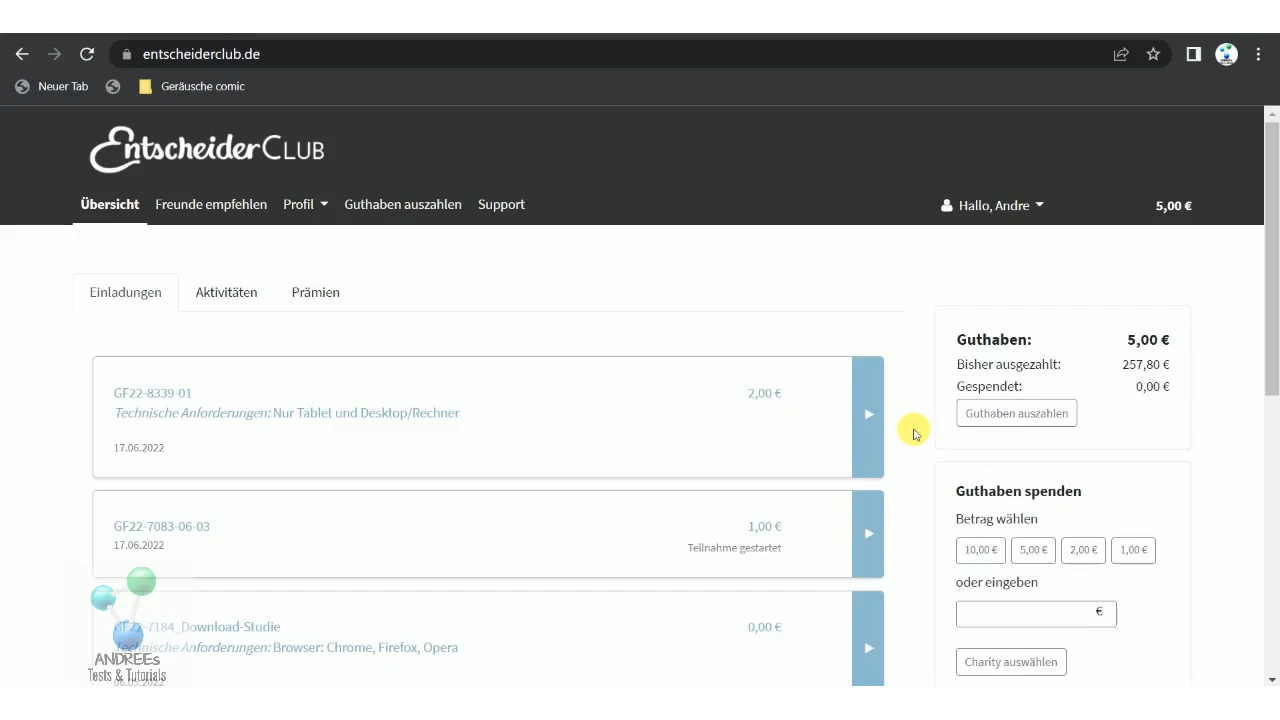 entscheiderclub.de
Neuer Tab
Geräusche comic
EntscheiderCLUB
Übersicht Freunde empfehlen Profil Guthaben auszahlen Support Hallo, Andre 5,00 €
Einladungen Aktivitäten Prämien
GF22-8339-01 2,00 €
Technische Anforderungen: Nur Tablet und Desktop/Rechner
17.06.2022
GF22-7083-06-03 1,00 €
17.06.2022 Teilnahme gestartet
GF22-7184_Download-Studie 0,00 €
Technische Anforderungen: Browser: Chrome, Firefox, Opera
Guthaben: 5,00 €
Bisher ausgezahlt: 257,80 €
Gespendet: 0,00 €
Guthaben auszahlen
Guthaben spenden
Betrag wählen
10,00 € 5,00 € 2,00 € 1,00 €
oder eingeben
€
Charity auswählen
ANDREEs
Tests & Tutorials